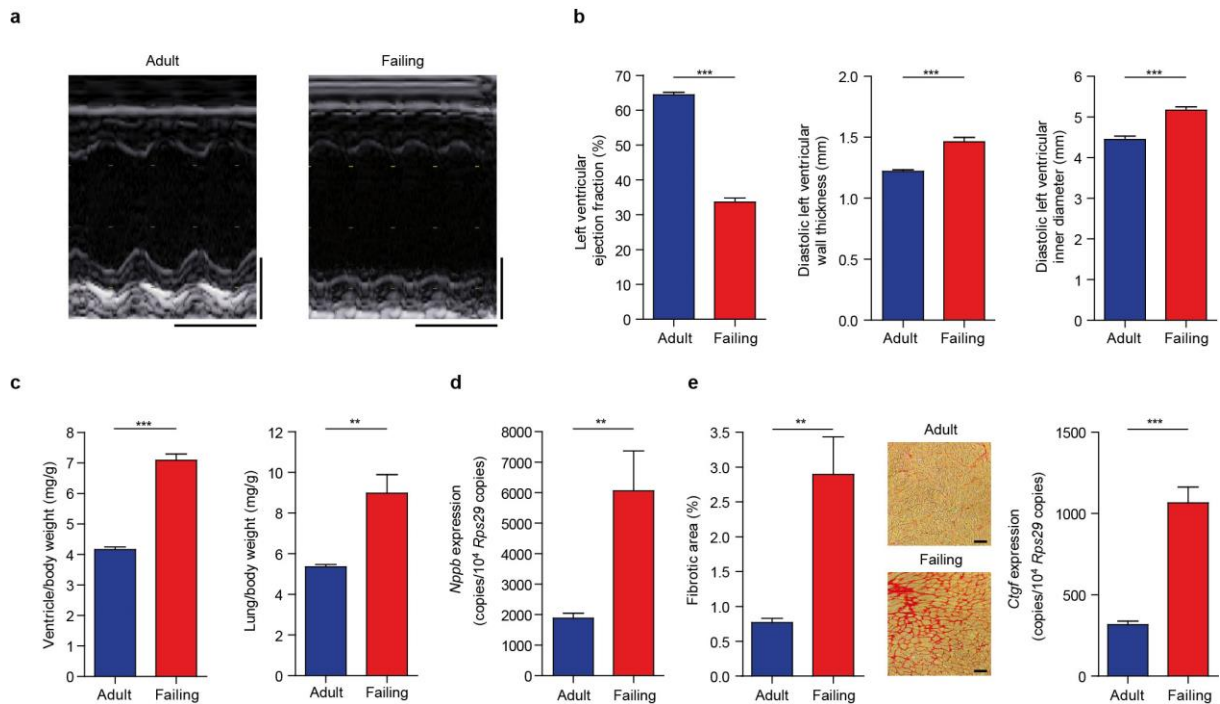 a
Adult
Failing
b
70
60
50
40
30
20
10
0
Left ventricular
ejection fraction (%)
***
Adult
Failing
2.0
1.5
1.0
0.5
0.0
Diastolic left ventricular
wall thickness (mm)
***
Adult
Failing
6
5
4
3
2
1
0
Diastolic left ventricular
inner diameter (mm)
***
Adult
Failing
c
8
7
6
5
4
3
2
1
0
Ventricle/body weight (mg/g)
***
Adult
Failing
12
10
8
6
4
2
0
Lung/body weight (mg/g)
**
Adult
Failing
d
8000
7000
6000
5000
4000
3000
2000
1000
0
Nppb expression
(copies/10⁴ Rps29 copies)
**
Adult
Failing
e
3.5
3.0
2.5
2.0
1.5
1.0
0.5
0.0
Fibrotic area (%)
**
Adult
Failing
Adult
Failing
1500
1000
500
0
Ctgf expression
(copies/10⁴ Rps29 copies)
***
Adult
Failing